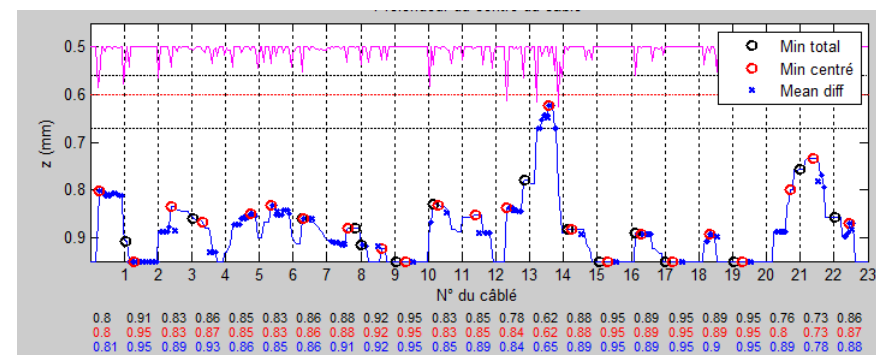 0.5
0.6
0.7
0.8
0.9
z (mm)
Min total
Min centré
Mean diff
1 2 3 4 5 6 7 8 9 10 11 12 13 14 15 16 17 18 19 20 21 22 23
N° du câblé
0.8 0.91 0.83 0.86 0.85 0.83 0.86 0.88 0.92 0.95 0.83 0.85 0.78 0.62 0.88 0.95 0.89 0.95 0.89 0.95 0.76 0.73 0.86
0.8 0.95 0.83 0.87 0.85 0.83 0.86 0.88 0.92 0.95 0.83 0.85 0.84 0.62 0.88 0.95 0.89 0.95 0.89 0.95 0.8 0.73 0.87
0.81 0.95 0.89 0.93 0.86 0.85 0.86 0.91 0.92 0.95 0.85 0.89 0.84 0.65 0.89 0.95 0.89 0.95 0.9 0.95 0.89 0.78 0.88